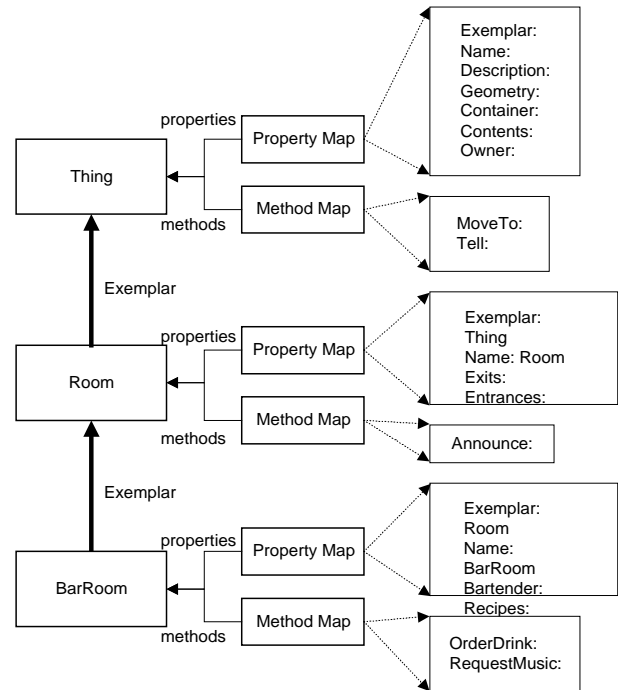 Exemplar:
Name:
Description:
Geometry:
Container:
Contents:
Owner:
properties
Property Map
Thing
Method Map
methods
MoveTo:
Tell:
Exemplar
Exemplar:
Thing
Name: Room
Exits:
Entrances:
properties
Property Map
Room
Method Map
methods
Announce:
Exemplar
Exemplar:
Room
Name:
BarRoom
Bartender:
Recipes:
properties
Property Map
BarRoom
Method Map
methods
OrderDrink:
RequestMusic: